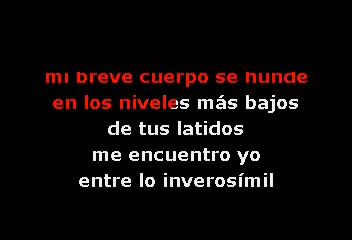 mi breve cuerpo se hunde
en los niveles más bajos
de tus latidos
me encuentro yo
entre lo inverosímil